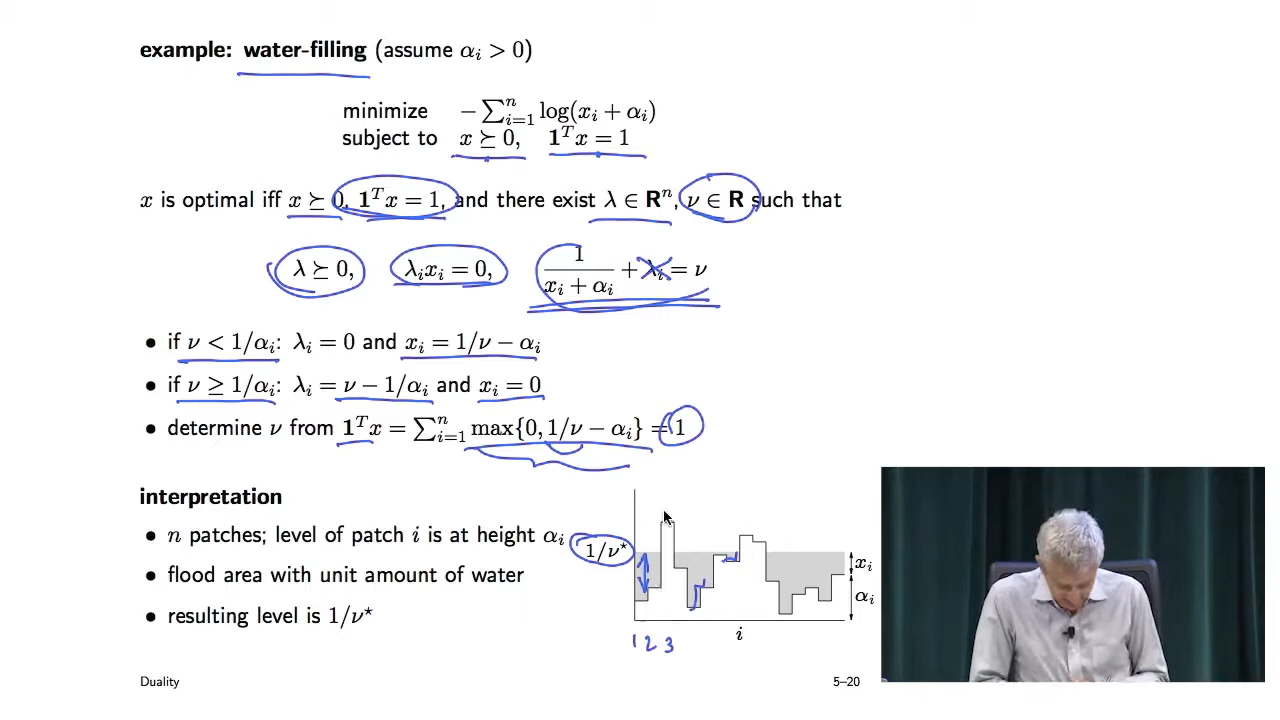 example: water-filling (assume αᵢ > 0)
minimize −∑ᵢ₌₁ⁿ log(xᵢ + αᵢ)
subject to x ⪰ 0, 𝟏ᵀx = 1
x is optimal iff x ⪰ 0, 𝟏ᵀx = 1, and there exist λ ∈ 𝐑ⁿ, ν ∈ 𝐑 such that
λ ⪰ 0, λᵢxᵢ = 0, 1/(xᵢ + αᵢ) + λᵢ = ν
• if ν < 1/αᵢ: λᵢ = 0 and xᵢ = 1/ν − αᵢ
• if ν ≥ 1/αᵢ: λᵢ = ν − 1/αᵢ and xᵢ = 0
• determine ν from 𝟏ᵀx = ∑ᵢ₌₁ⁿ max{0, 1/ν − αᵢ} = 1
interpretation
• n patches; level of patch i is at height αᵢ
• flood area with unit amount of water
• resulting level is 1/ν⋆
1/ν⋆
xᵢ
αᵢ
i
1 2 3
Duality
5–20